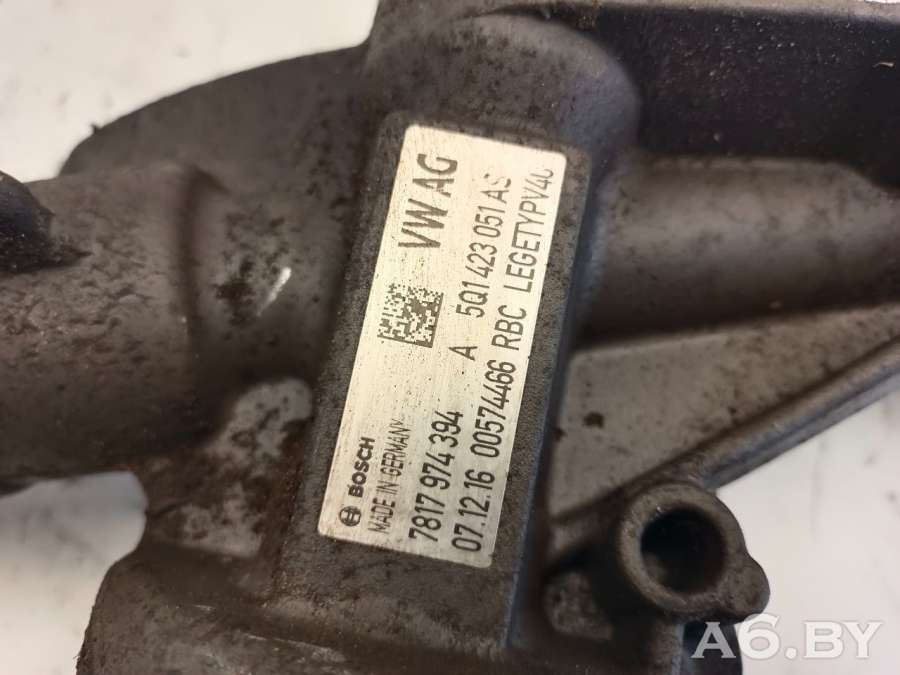 VW AG
A 5Q1 423 051 AS
BOSCH
MADE IN GERMANY
7817 974 394
07.12.16 00574466 RBC LEGETYPV4U
A6.BY